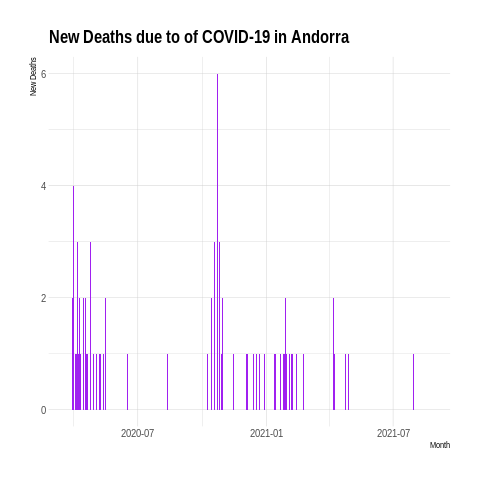 New Deaths due to of COVID-19 in Andorra
New Deaths
6
4
2
0
2020-07
2021-01
2021-07
Month